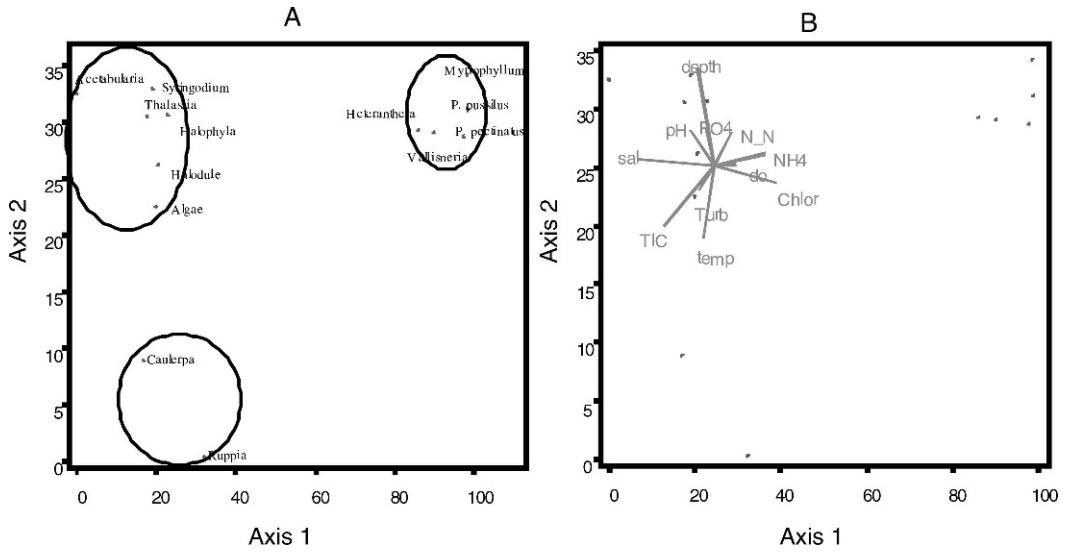 A
B
35
30
25
20
15
10
5
0
Axis 2
Acetabularia
Syringodium
Thalassia
Halophyla
Halodule
Algae
Myriophyllum
P. pussilus
Heteranthera
P. pectinatus
Vallisneria
Caulerpa
Ruppia
0 20 40 60 80 100
Axis 1
35
30
25
20
15
10
5
0
Axis 2
depth
pH
PO4
N_N
sal
NH4
do
Chlor
Turb
TIC
temp
0 20 40 60 80 100
Axis 1